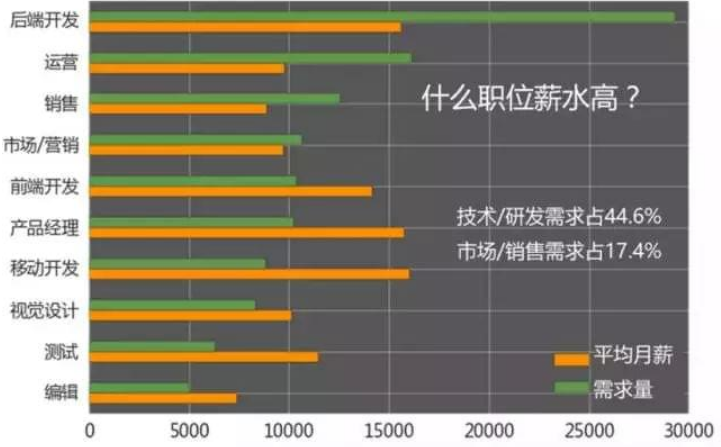 后端开发
运营
销售
市场/营销
前端开发
产品经理
移动开发
视觉设计
测试
编辑
什么职位薪水高？
技术/研发需求占44.6%
市场/销售需求占17.4%
平均月薪
需求量
0 5000 10000 15000 20000 25000 30000